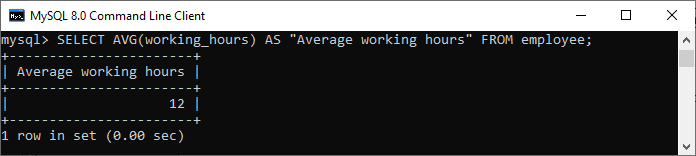 MySQL 8.0 Command Line Client
mysql> SELECT AVG(working_hours) AS "Average working hours" FROM employee;
+-----------------------+
| Average working hours |
+-----------------------+
|                    12 |
+-----------------------+
1 row in set (0.00 sec)